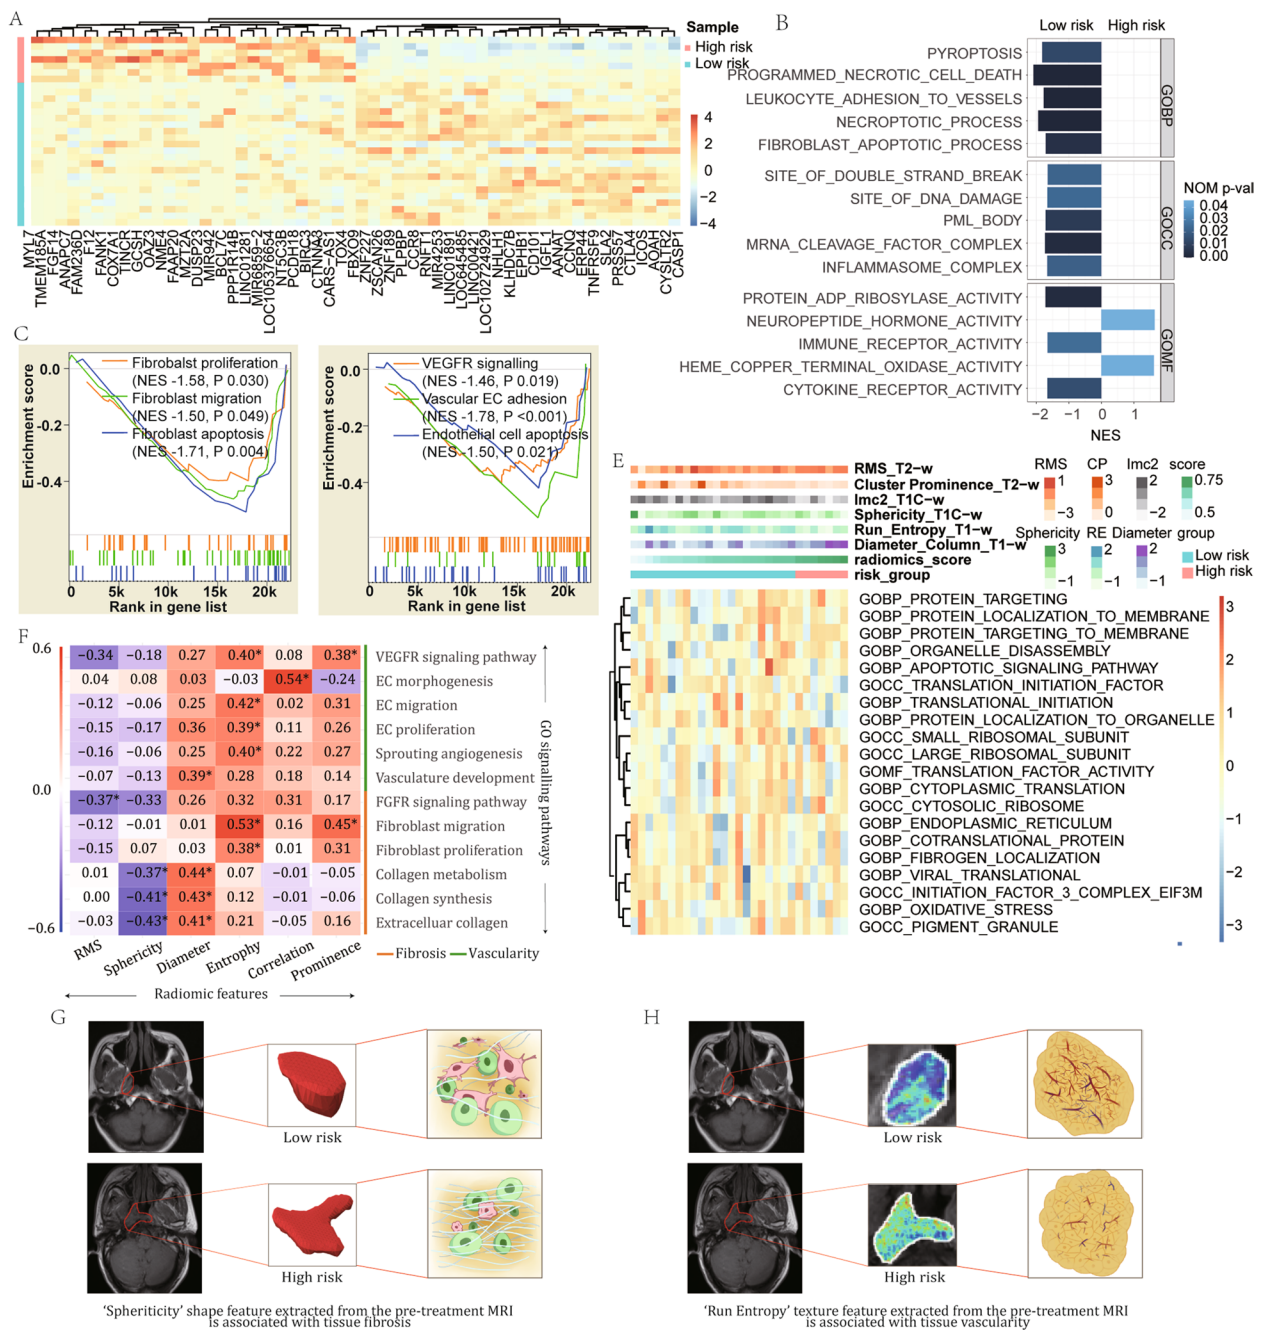 A
Sample
High risk
Low risk
4
2
0
−2
−4
MYL7
TMEM185A
FGF14
ANAPC7
FAM236D
F12
FANK1
COL7A1
TINCR
GCSH
OAZ3
NME4
FAAP20
MZT2A
DUSP23
MIR942
BCL7C
PPP1R14B
LINC01281
MIR6859−2
LOC105376654
NT5C3B
PCDH18
BIRC3
CTNNA3
CARS−AS1
TOX4
FBXO9
ZSCAN26
ZNF189
PLPBP
CCR8
RNFT1
MIR4253
LINC01893
LOC645485
LINC00421
LOC102724929
NHLH1
KLHDC7B
EPHB1
IGFL1
AANAT
CCNQ
ERP44
TNFRSF9
SLA2
PRSS57
CTLA4
ICOS
AOAH
CYSLTR2
CASP1
B
Low risk
High risk
PYROPTOSIS
PROGRAMMED_NECROTIC_CELL_DEATH
LEUKOCYTE_ADHESION_TO_VESSELS
NECROPTOTIC_PROCESS
FIBROBLAST_APOPTOTIC_PROCESS
GOBP
SITE_OF_DOUBLE_STRAND_BREAK
SITE_OF_DNA_DAMAGE
PML_BODY
MRNA_CLEAVAGE_FACTOR_COMPLEX
INFLAMMASOME_COMPLEX
GOCC
PROTEIN_ADP_RIBOSYLASE_ACTIVITY
NEUROPEPTIDE_HORMONE_ACTIVITY
IMMUNE_RECEPTOR_ACTIVITY
HEME_COPPER_TERMINAL_OXIDASE_ACTIVITY
CYTOKINE_RECEPTOR_ACTIVITY
GOMF
−2 −1 0 1
NES
NOM p-val
0.04
0.03
0.02
0.01
0.00
C
Enrichment score
0.0
-0.2
-0.4
Fibrobalst proliferation
(NES -1.58, P 0.030)
Fibroblast migration
(NES -1.50, P 0.049)
Fibroblast apoptosis
(NES -1.71, P 0.004)
0 5k 10k 15k 20k
Rank in gene list
Enrichment score
0.0
-0.2
-0.4
VEGFR signalling
(NES -1.46, P 0.019)
Vascular EC adhesion
(NES -1.78, P <0.001)
Endothelial cell apoptosis
(NES -1.50, P 0.021)
0 5k 10k 15k 20k
Rank in gene list
E
RMS_T2-w
Cluster Prominence_T2-w
Imc2_T1C-w
Sphericity_T1C-w
Run_Entropy_T1-w
Diameter_Column_T1-w
radiomics_score
risk_group
RMS CP Imc2 score
1 3 2 0.75
−3 0 −2 0.5
Sphericity RE Diameter group
3 2 2 Low risk
−1 −1 −1 High risk
GOBP_PROTEIN_TARGETING
GOBP_PROTEIN_LOCALIZATION_TO_MEMBRANE
GOBP_PROTEIN_TARGETING_TO_MEMBRANE
GOBP_ORGANELLE_DISASSEMBLY
GOBP_APOPTOTIC_SIGNALING_PATHWAY
GOCC_TRANSLATION_INITIATION_FACTOR
GOBP_TRANSLATIONAL_INITIATION
GOBP_PROTEIN_LOCALIZATION_TO_ORGANELLE
GOCC_SMALL_RIBOSOMAL_SUBUNIT
GOCC_LARGE_RIBOSOMAL_SUBUNIT
GOMF_TRANSLATION_FACTOR_ACTIVITY
GOBP_CYTOPLASMIC_TRANSLATION
GOCC_CYTOSOLIC_RIBOSOME
GOBP_ENDOPLASMIC_RETICULUM
GOBP_COTRANSLATIONAL_PROTEIN
GOBP_FIBROGEN_LOCALIZATION
GOBP_VIRAL_TRANSLATIONAL
GOCC_INITIATION_FACTOR_3_COMPLEX_EIF3M
GOBP_OXIDATIVE_STRESS
GOCC_PIGMENT_GRANULE
3
2
1
0
−1
−2
−3
F
0.6
0.0
−0.6
−0.34 −0.18 0.27 0.40* 0.08 0.38* VEGFR signaling pathway
0.04 0.08 0.03 −0.03 0.54* −0.24 EC morphogenesis
−0.12 −0.06 0.25 0.42* 0.02 0.31 EC migration
−0.15 −0.17 0.36 0.39* 0.11 0.26 EC proliferation
−0.16 −0.06 0.25 0.40* 0.22 0.27 Sprouting angiogenesis
−0.07 −0.13 0.39* 0.28 0.18 0.14 Vasculature development
−0.37* −0.33 0.26 0.32 0.31 0.17 FGFR signaling pathway
−0.12 −0.01 0.01 0.53* 0.16 0.45* Fibroblast migration
−0.15 0.07 0.03 0.38* 0.01 0.31 Fibroblast proliferation
0.01 −0.37* 0.44* 0.07 −0.01 −0.05 Collagen metabolism
0.00 −0.41* 0.43* 0.12 −0.01 −0.06 Collagen synthesis
−0.03 −0.43* 0.41* 0.21 −0.05 0.16 Extracelluar collagen
GO signalling pathways
RMS Sphericity Diameter Entrophy Correlation Prominence
Fibrosis Vascularity
Radiomic features
G
Low risk
High risk
‘Spheriticity’ shape feature extracted from the pre-treatment MRI
is associated with tissue fibrosis
H
Low risk
High risk
‘Run Entropy’ texture feature extracted from the pre-treatment MRI
is associated with tissue vascularity